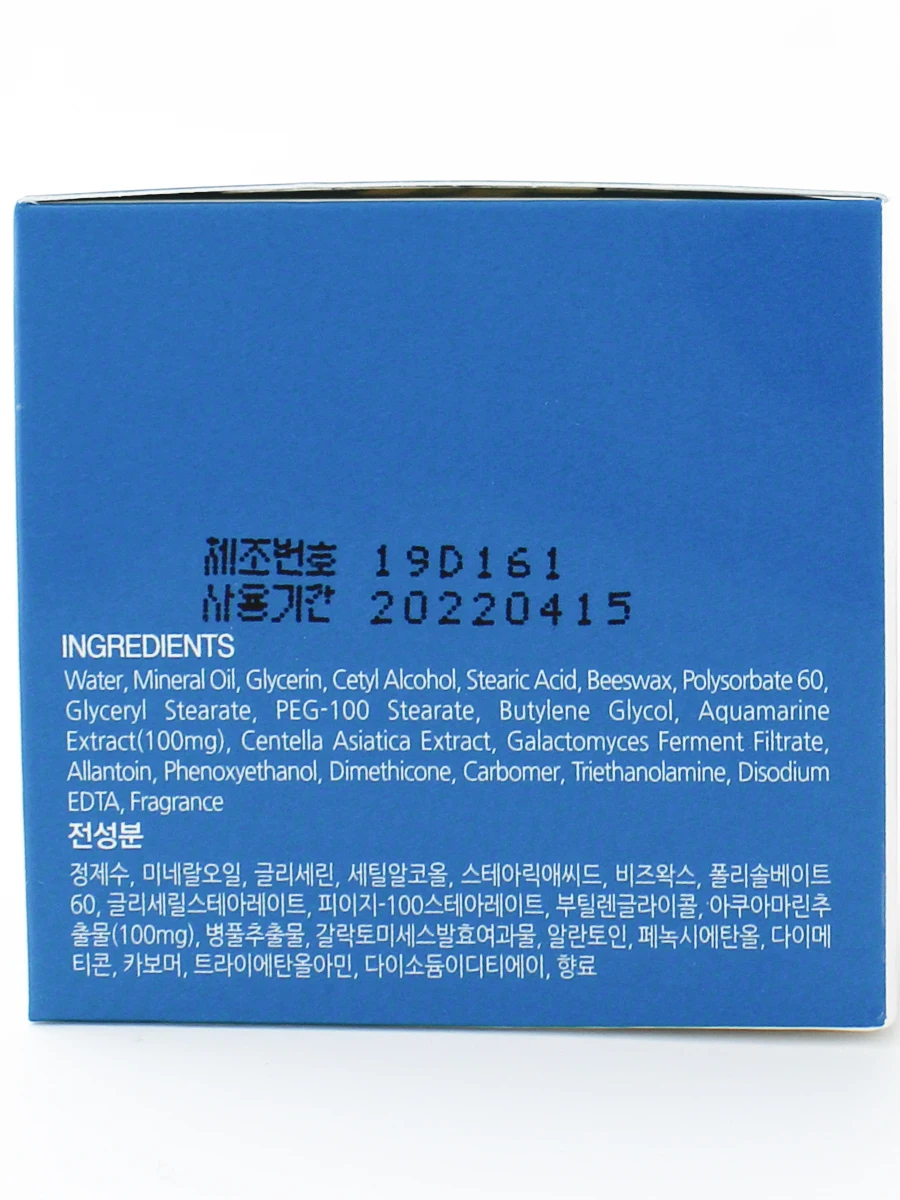 제조번호 19D161
사용기간 20220415
INGREDIENTS
Water, Mineral Oil, Glycerin, Cetyl Alcohol, Stearic Acid, Beeswax, Polysorbate 60,
Glyceryl Stearate, PEG-100 Stearate, Butylene Glycol, Aquamarine
Extract(100mg), Centella Asiatica Extract, Galactomyces Ferment Filtrate,
Allantoin, Phenoxyethanol, Dimethicone, Carbomer, Triethanolamine, Disodium
EDTA, Fragrance
전성분
정제수, 미네랄오일, 글리세린, 세틸알코올, 스테아릭애씨드, 비즈왁스, 폴리솔베이트
60, 글리세릴스테아레이트, 피이지-100스테아레이트, 부틸렌글라이콜, 아쿠아마린추
출물(100mg), 병풀추출물, 갈락토미세스발효여과물, 알란토인, 페녹시에탄올, 다이메
티콘, 카보머, 트라이에탄올아민, 다이소듐이디티에이, 향료